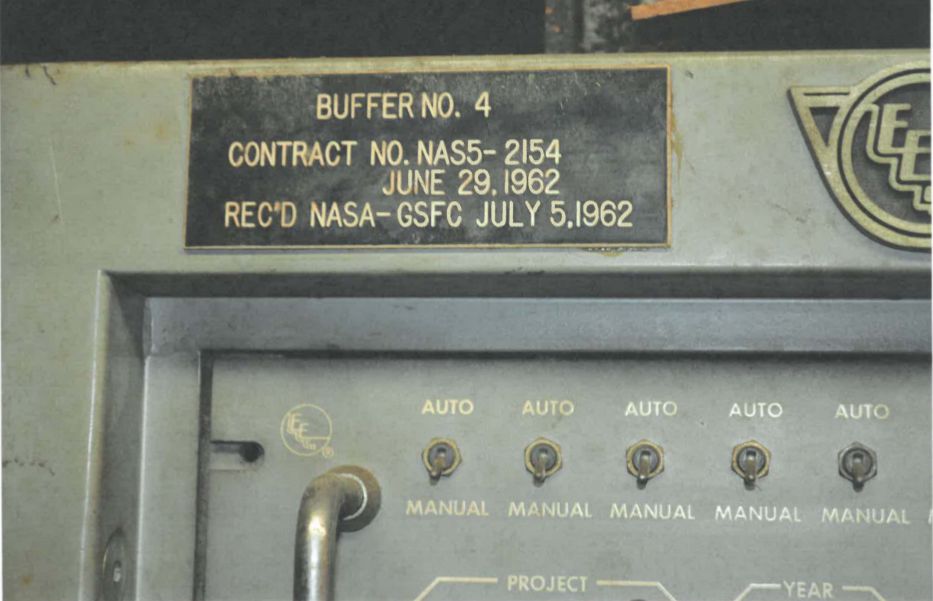 BUFFER NO. 4
CONTRACT NO. NAS5-2154
JUNE 29, 1962
REC'D NASA-GSFC JULY 5, 1962
AUTO AUTO AUTO AUTO AUTO
MANUAL MANUAL MANUAL MANUAL MANUAL
PROJECT YEAR